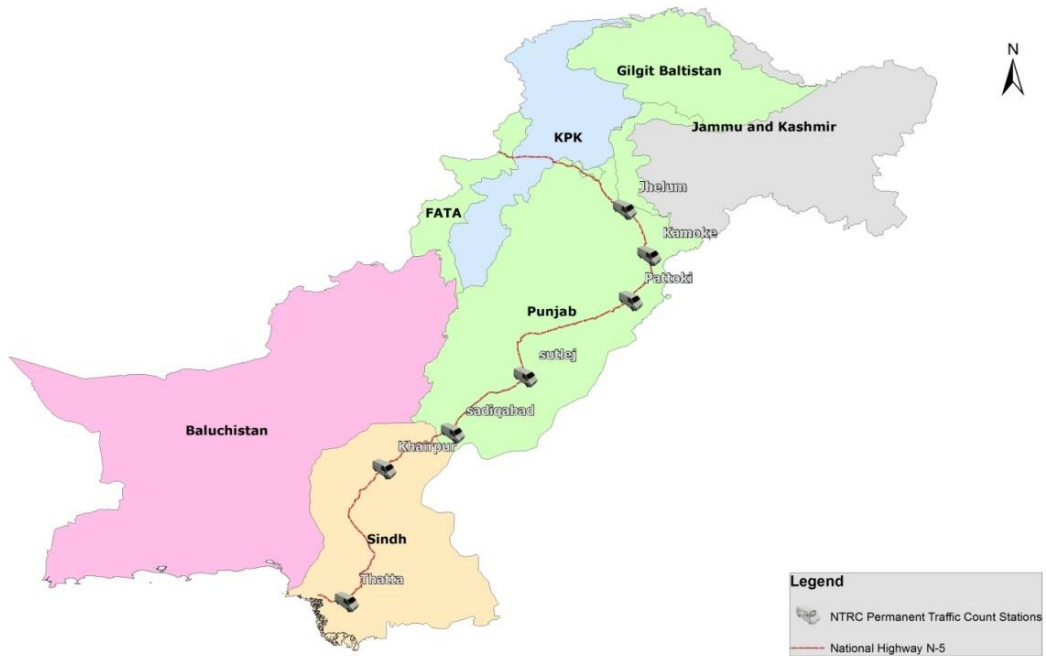 N
Gilgit Baltistan
Jammu and Kashmir
KPK
Jhelum
FATA
Kamoke
Pattoki
Punjab
sutlej
sadiqabad
Baluchistan
Khairpur
Sindh
Thatta
Legend
NTRC Permanent Traffic Count Stations
National Highway N-5